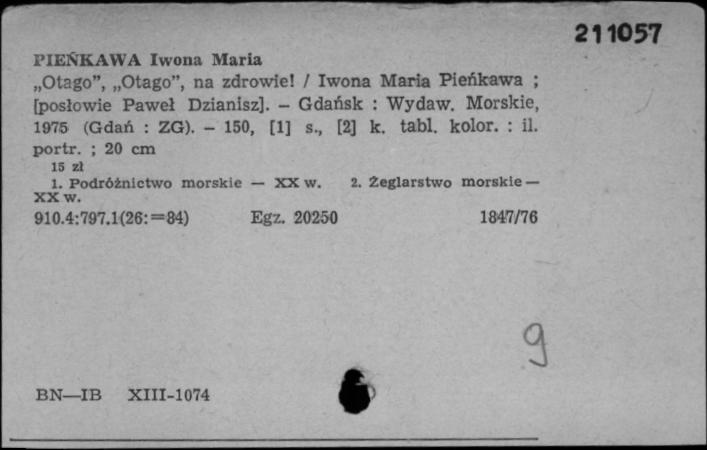 211057
PIEŃKAWA Iwona Maria
„Otago”, „Otago”, na zdrowie! / Iwona Maria Pieńkawa ;
[posłowie Paweł Dzianisz]. — Gdańsk : Wydaw. Morskie,
1975 (Gdań : ZG). — 150, [1] s., [2] k. tabl. kolor. : il.
portr. ; 20 cm
15 zł
1. Podróżnictwo morskie — XX w. 2. Żeglarstwo morskie —
XX w.
910.4:797.1(26:=84) Egz. 20250 1847/76
9
BN—IB XIII-1074